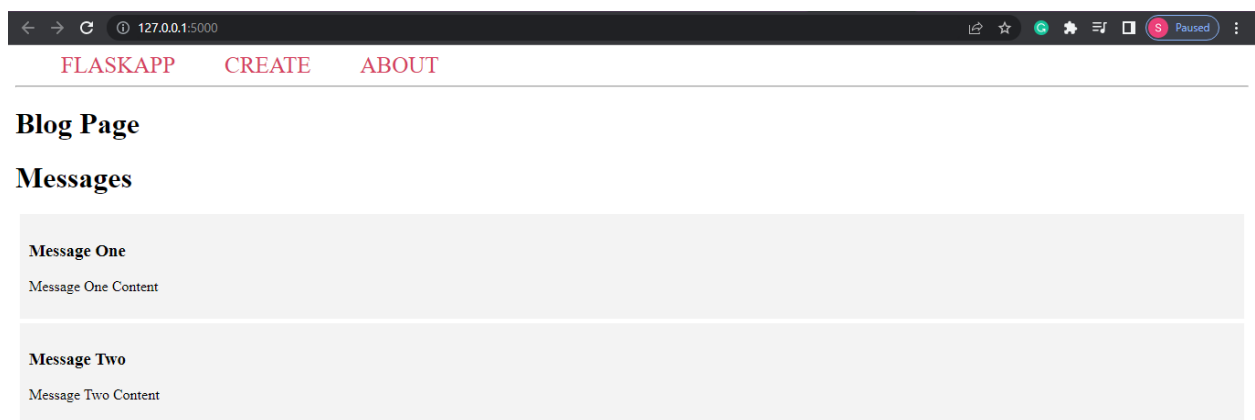 127.0.0.1:5000
G
S Paused
FLASKAPP CREATE ABOUT
Blog Page
Messages
Message One
Message One Content
Message Two
Message Two Content